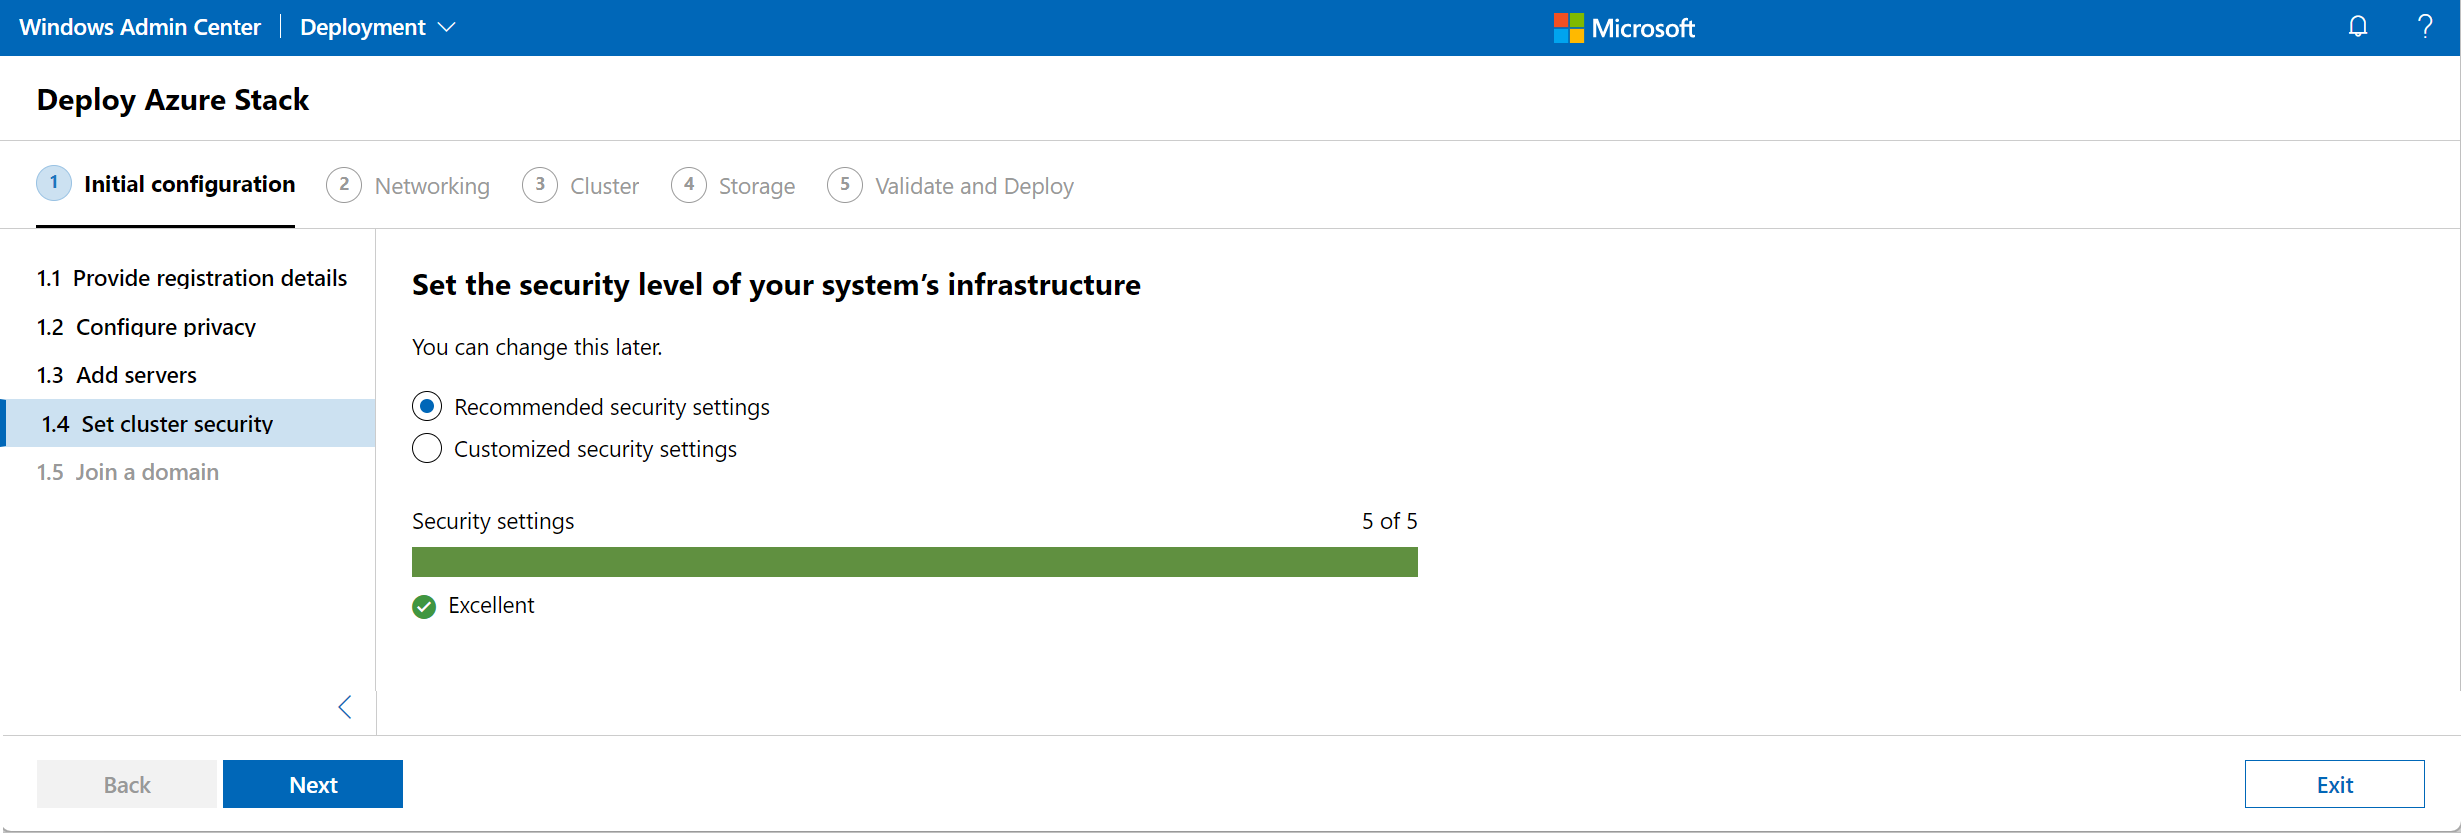 Windows Admin Center Deployment Microsoft ?
Deploy Azure Stack
1 Initial configuration 2 Networking 3 Cluster 4 Storage 5 Validate and Deploy
1.1 Provide registration details
1.2 Configure privacy
1.3 Add servers
1.4 Set cluster security
1.5 Join a domain
Set the security level of your system’s infrastructure
You can change this later.
Recommended security settings
Customized security settings
Security settings 5 of 5
Excellent
Back Next Exit